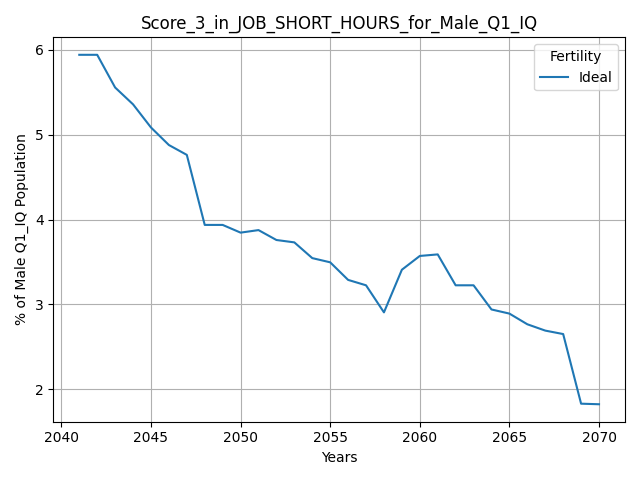 Score_3_in_JOB_SHORT_HOURS_for_Male_Q1_IQ
Fertility
Ideal
% of Male Q1_IQ Population
6
5
4
3
2
2040 2045 2050 2055 2060 2065 2070
Years